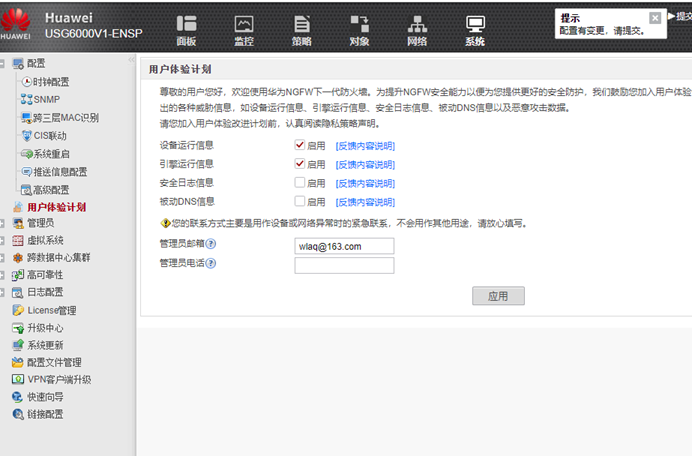 HUAWEI
Huawei
USG6000V1-ENSP
面板
监控
策略
对象
网络
系统
提示
配置有变更，请提交。
提交
配置
时钟配置
SNMP
跨三层MAC识别
CIS联动
系统重启
推送信息配置
高级配置
用户体验计划
管理员
虚拟系统
跨数据中心集群
高可靠性
日志配置
License管理
升级中心
系统更新
配置文件管理
VPN客户端升级
快速向导
链接配置
用户体验计划
尊敬的用户您好，欢迎使用华为NGFW下一代防火墙。为提升NGFW安全能力以便为您提供更好的安全防护，我们鼓励您加入用户体验
出的各种威胁信息，如设备运行信息、引擎运行信息、安全日志信息、被动DNS信息以及恶意攻击数据。
请您加入用户体验改进计划前，认真阅读隐私策略声明。
设备运行信息 启用 [反馈内容说明]
引擎运行信息 启用 [反馈内容说明]
安全日志信息 启用 [反馈内容说明]
被动DNS信息 启用 [反馈内容说明]
您的联系方式主要是用作设备或网络异常时的紧急联系，不会用作其他用途，请放心填写。
管理员邮箱 wlaq@163.com
管理员电话
应用